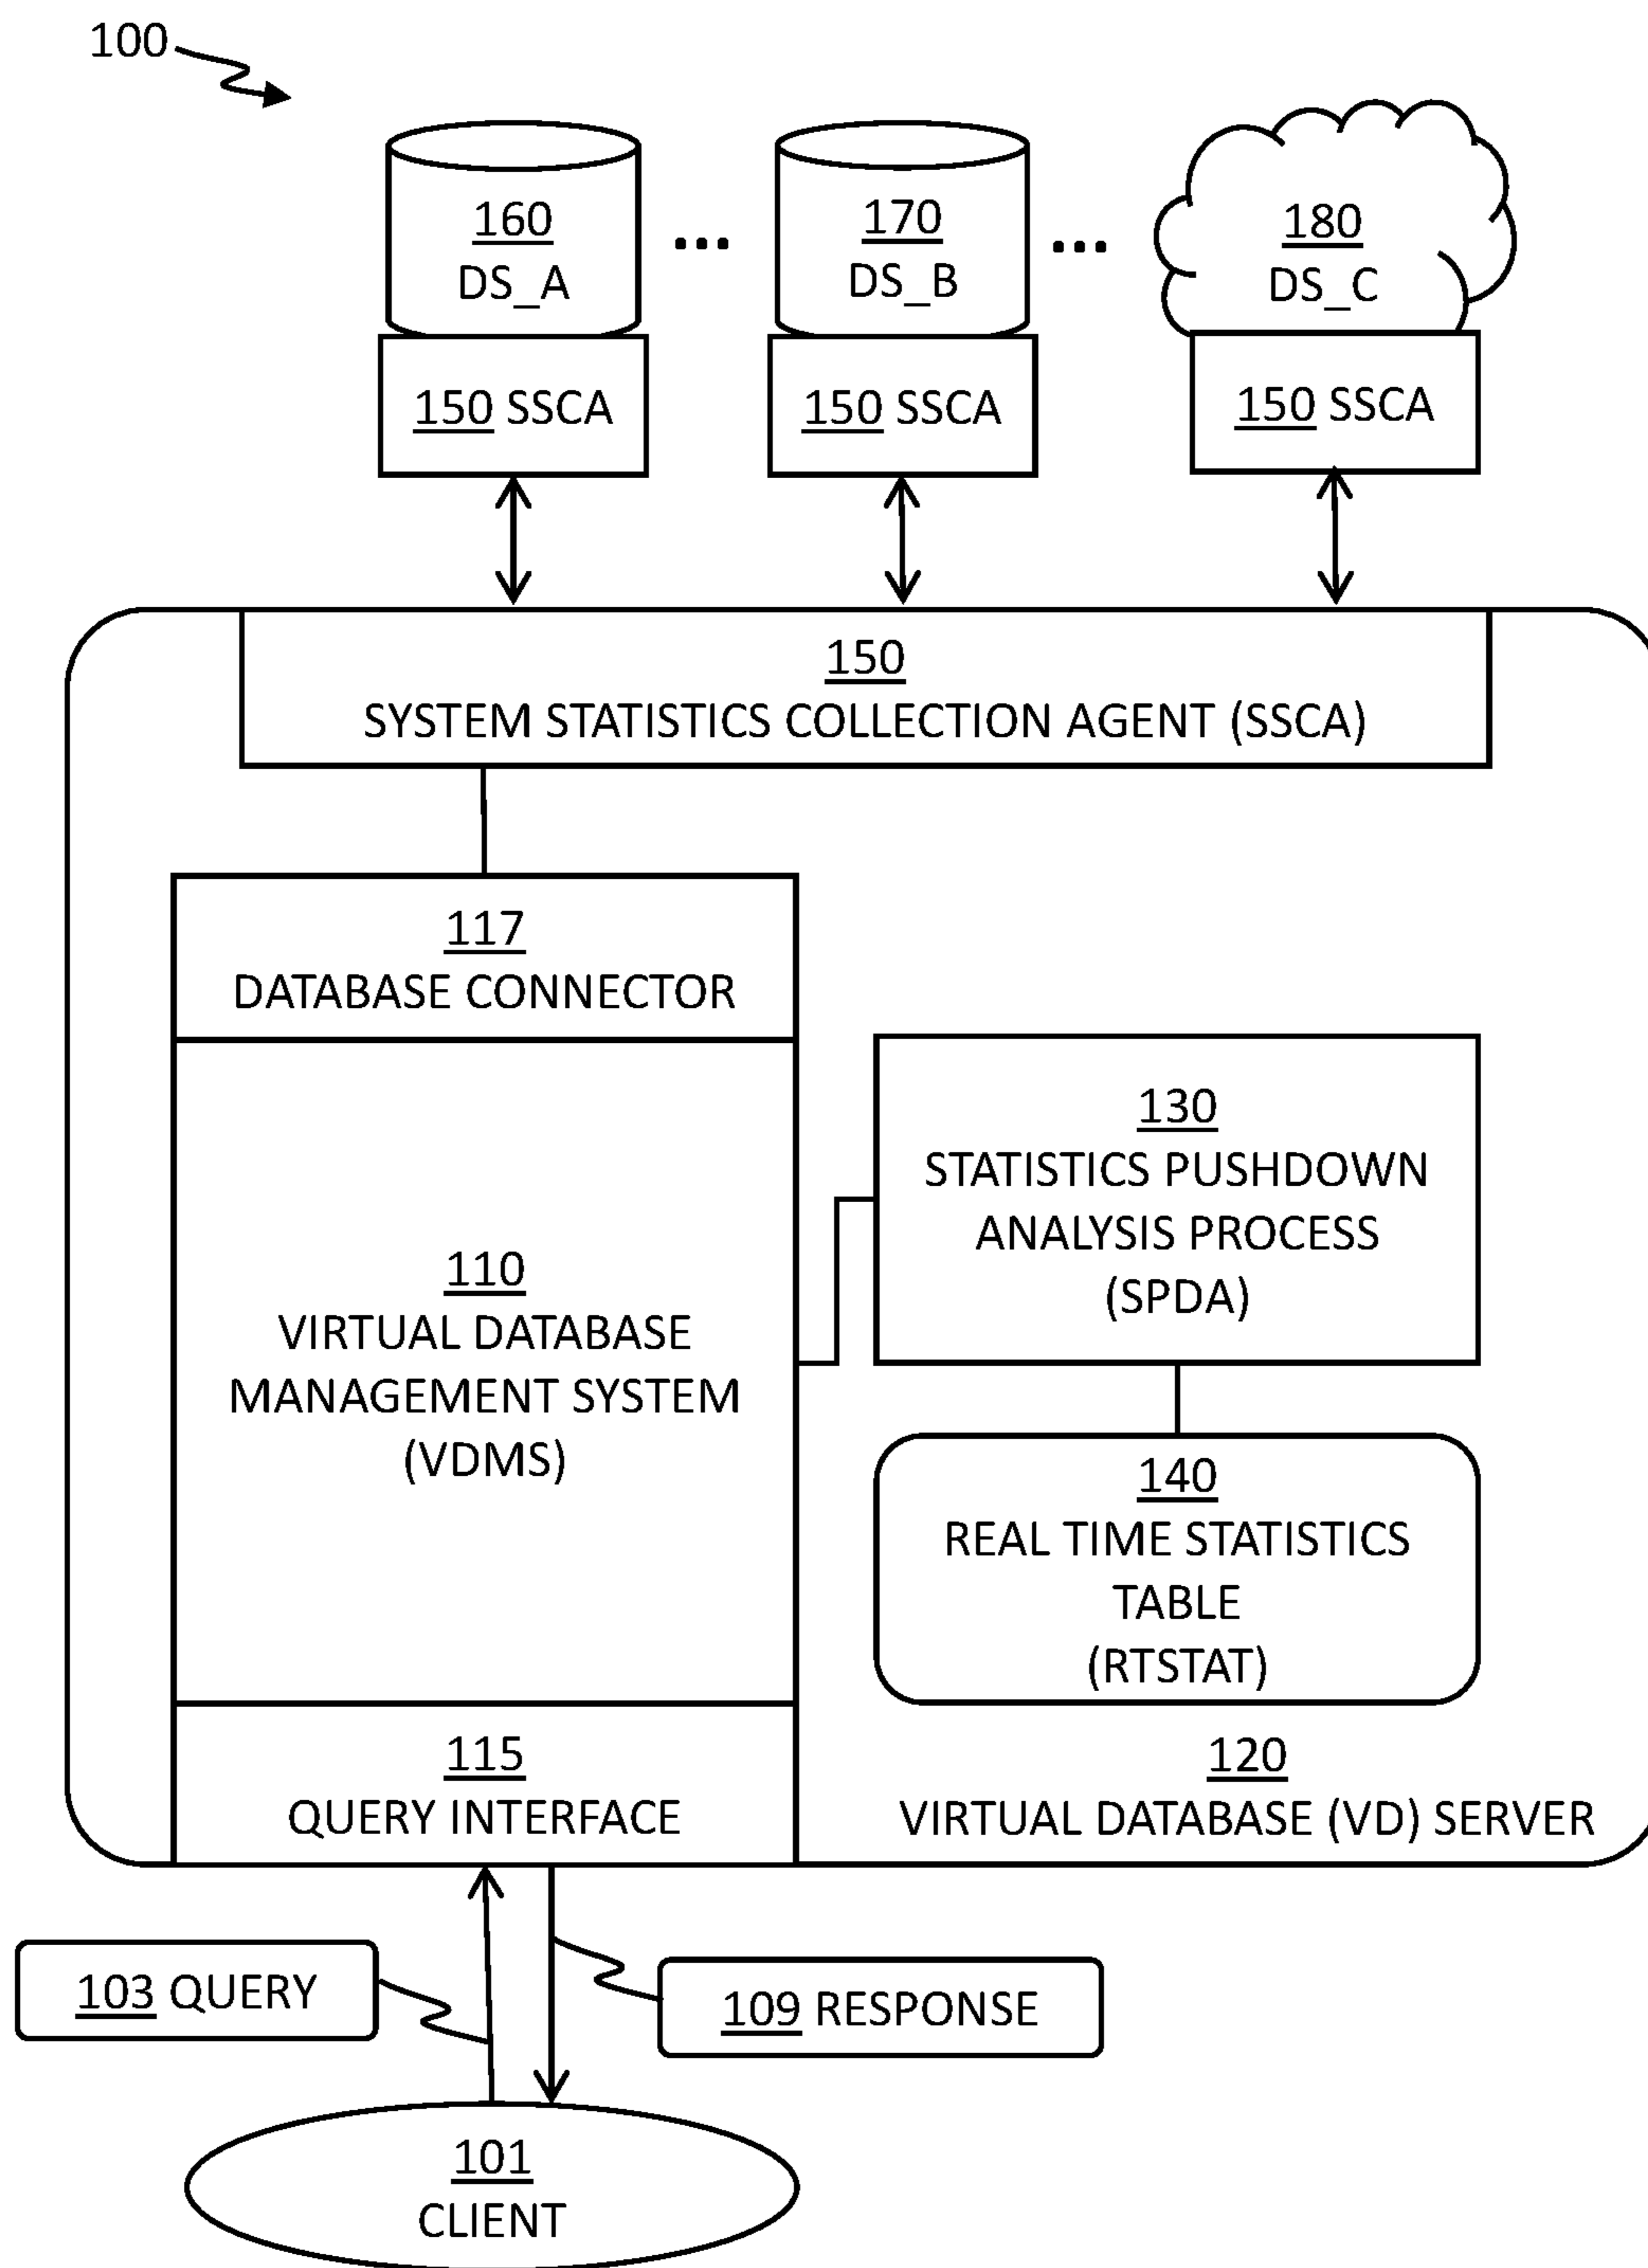 100
160
DS_A
...
170
DS_B
...
180
DS_C
150 SSCA
150 SSCA
150 SSCA
150
SYSTEM STATISTICS COLLECTION AGENT (SSCA)
117
DATABASE CONNECTOR
110
VIRTUAL DATABASE
MANAGEMENT SYSTEM
(VDMS)
130
STATISTICS PUSHDOWN
ANALYSIS PROCESS
(SPDA)
140
REAL TIME STATISTICS
TABLE
(RTSTAT)
115
QUERY INTERFACE
120
VIRTUAL DATABASE (VD) SERVER
103 QUERY
109 RESPONSE
101
CLIENT